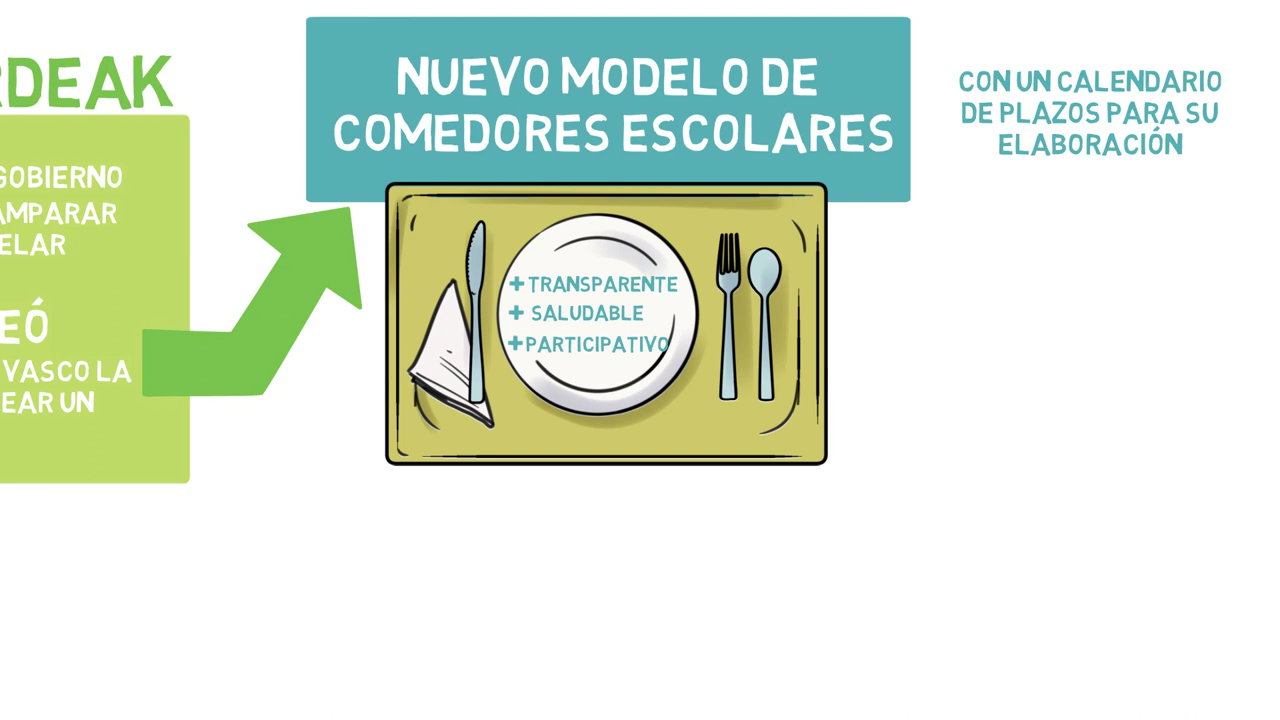 RDEAK
GOBIERNO
AMPARAR
ELAR
EÓ
VASCO LA
EAR UN
NUEVO MODELO DE
COMEDORES ESCOLARES
+ TRANSPARENTE
+ SALUDABLE
+ PARTICIPATIVO
CON UN CALENDARIO
DE PLAZOS PARA SU
ELABORACIÓN